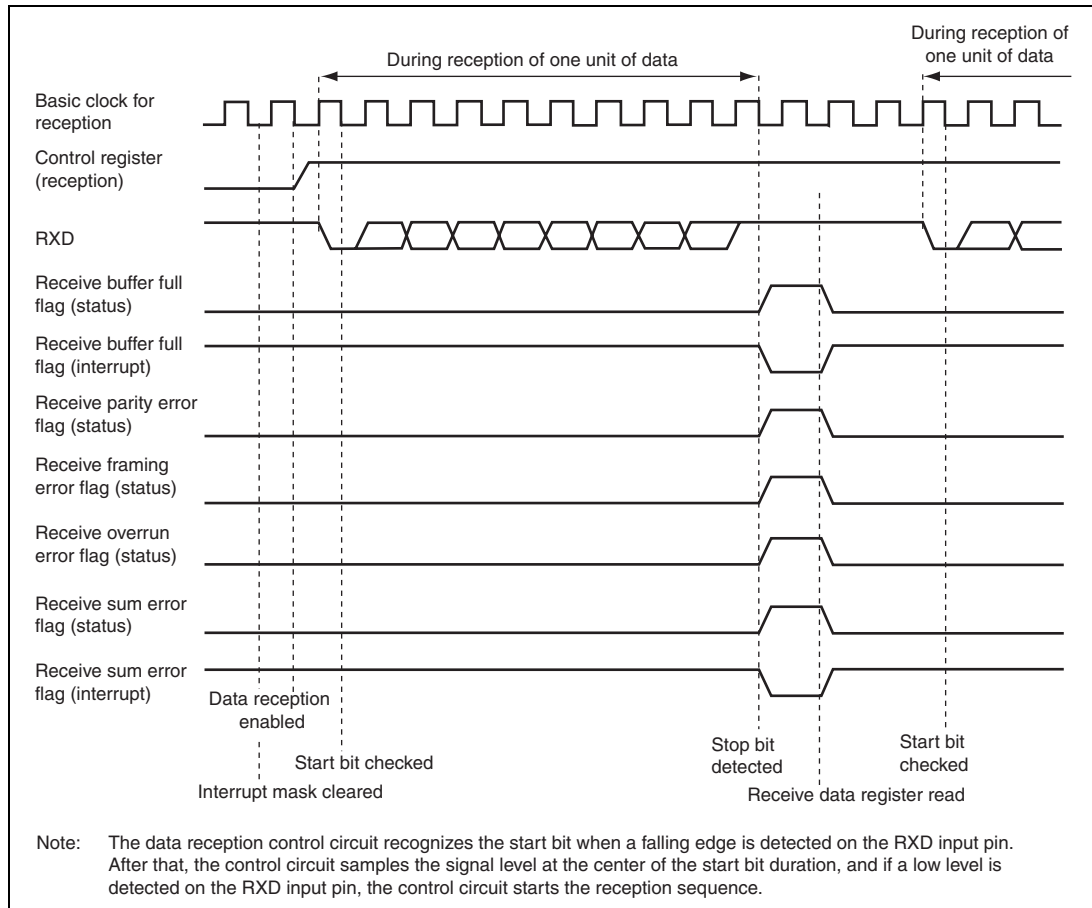 During reception of
one unit of data
During reception of one unit of data
Basic clock for
reception
Control register
(reception)
RXD
Receive buffer full
flag (status)
Receive buffer full
flag (interrupt)
Receive parity error
flag (status)
Receive framing
error flag (status)
Receive overrun
error flag (status)
Receive sum error
flag (status)
Receive sum error
flag (interrupt)
Data reception
enabled
Start bit checked
Interrupt mask cleared
Stop bit
detected
Receive data register read
Start bit
checked
Note: The data reception control circuit recognizes the start bit when a falling edge is detected on the RXD input pin.
After that, the control circuit samples the signal level at the center of the start bit duration, and if a low level is
detected on the RXD input pin, the control circuit starts the reception sequence.